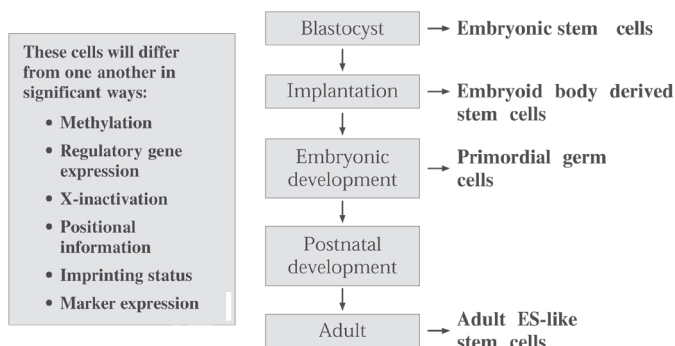 These cells will differ
from one another in
significant ways:
• Methylation
• Regulatory gene
expression
• X-inactivation
• Positional
information
• Imprinting status
• Marker expression
Blastocyst
Embryonic stem cells
Implantation
Embryoid body derived
stem cells
Embryonic
development
Primordial germ
cells
Postnatal
development
Adult
Adult ES-like
stem cells